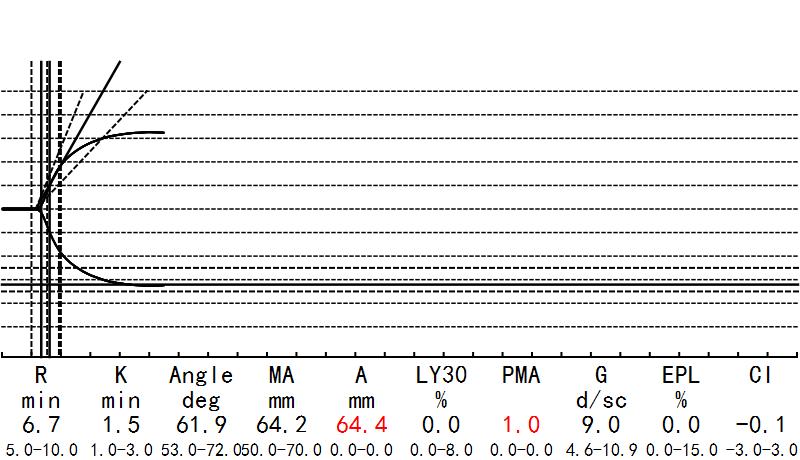 R K Angle MA A LY30 PMA G EPL CI
min min deg mm mm % d/sc %
6.7 1.5 61.9 64.2 64.4 0.0 1.0 9.0 0.0 -0.1
5.0-10.0 1.0-3.0 53.0-72.0 50.0-70.0 0.0-0.0 0.0-8.0 0.0-0.0 4.6-10.9 0.0-15.0 -3.0-3.0